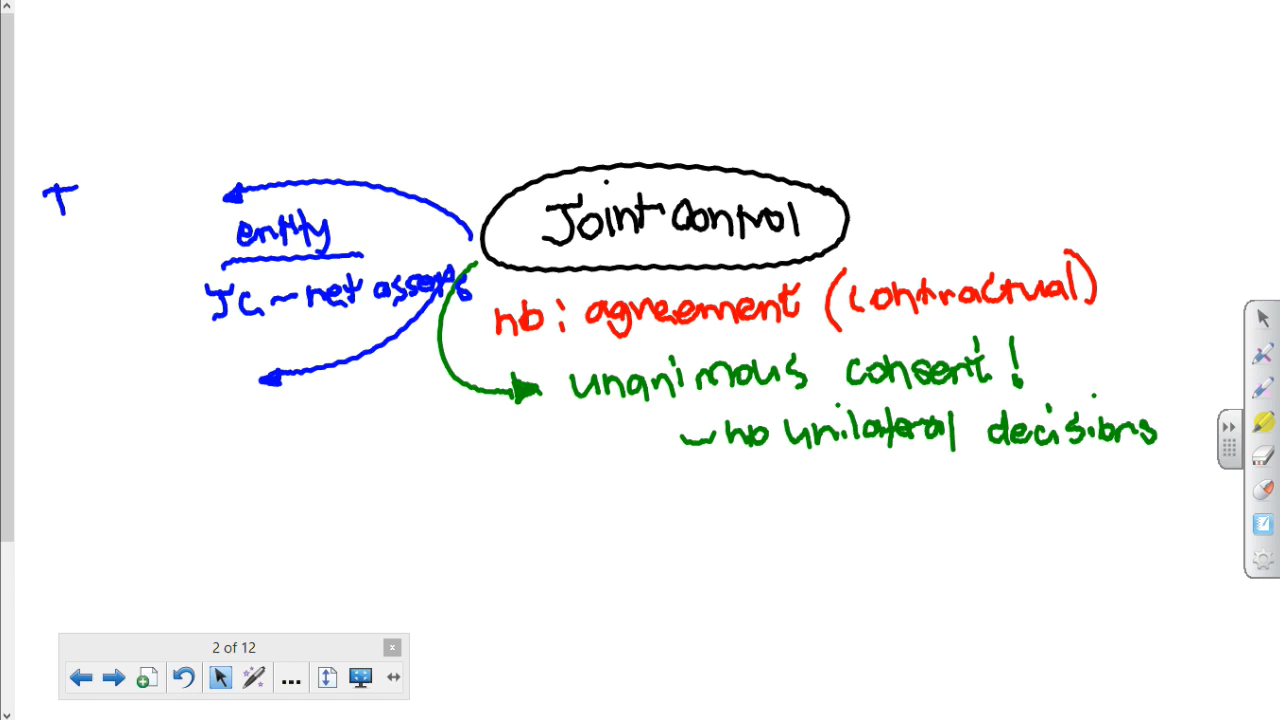 Joint control
T
entity
JC ~ net assets
nb: agreement (contractual)
unanimous consent!
no unilateral decisions
2 of 12